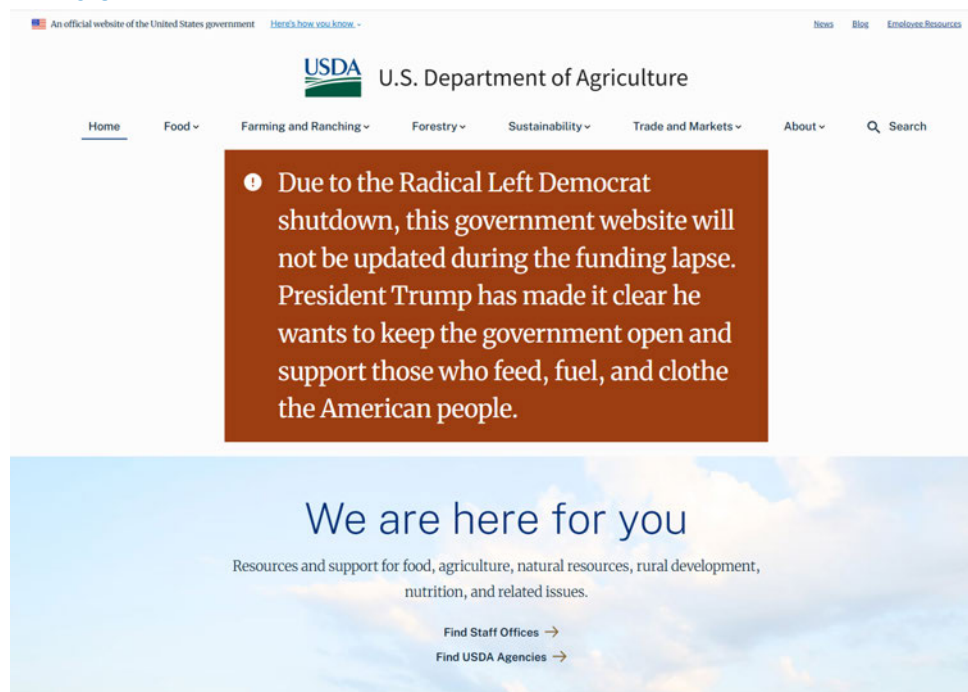 An official website of the United States government Here's how you know.
News Blog Employee Resources
USDA U.S. Department of Agriculture
Home Food Farming and Ranching Forestry Sustainability Trade and Markets About Search
Due to the Radical Left Democrat
shutdown, this government website will
not be updated during the funding lapse.
President Trump has made it clear he
wants to keep the government open and
support those who feed, fuel, and clothe
the American people.
We are here for you
Resources and support for food, agriculture, natural resources, rural development,
nutrition, and related issues.
Find Staff Offices →
Find USDA Agencies →